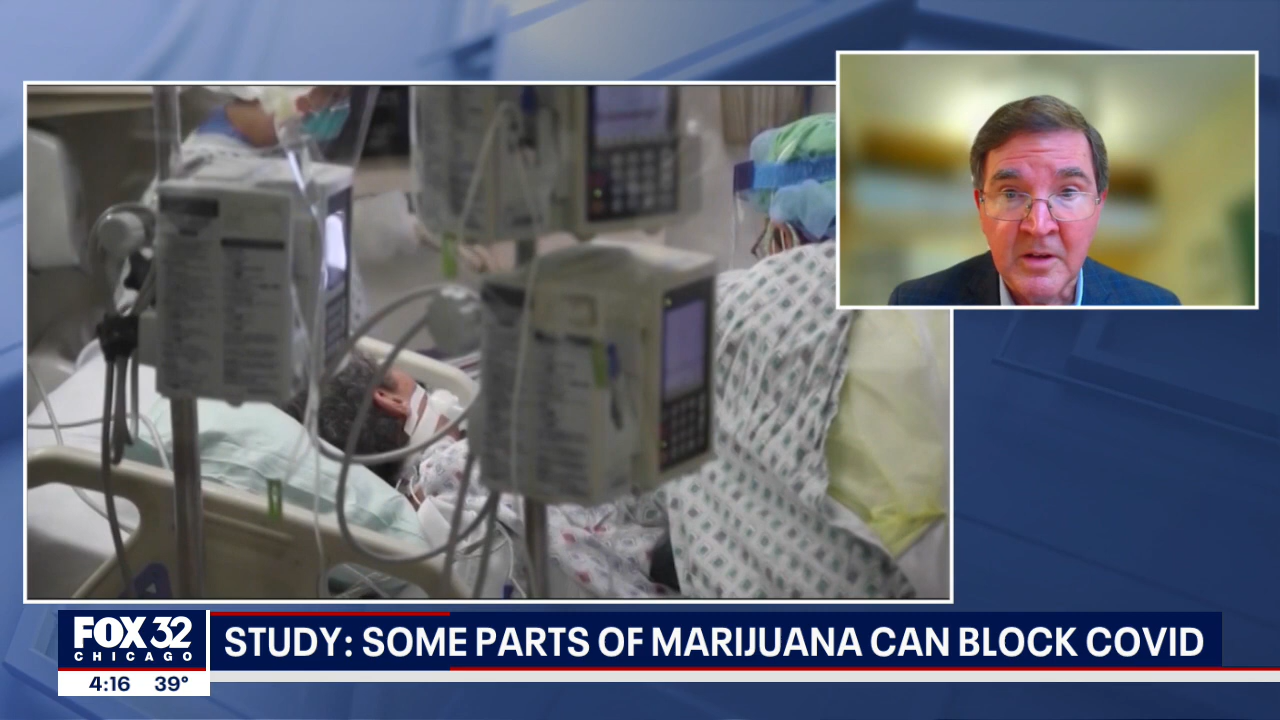 FOX 32
CHICAGO
STUDY: SOME PARTS OF MARIJUANA CAN BLOCK COVID
4:16 39°